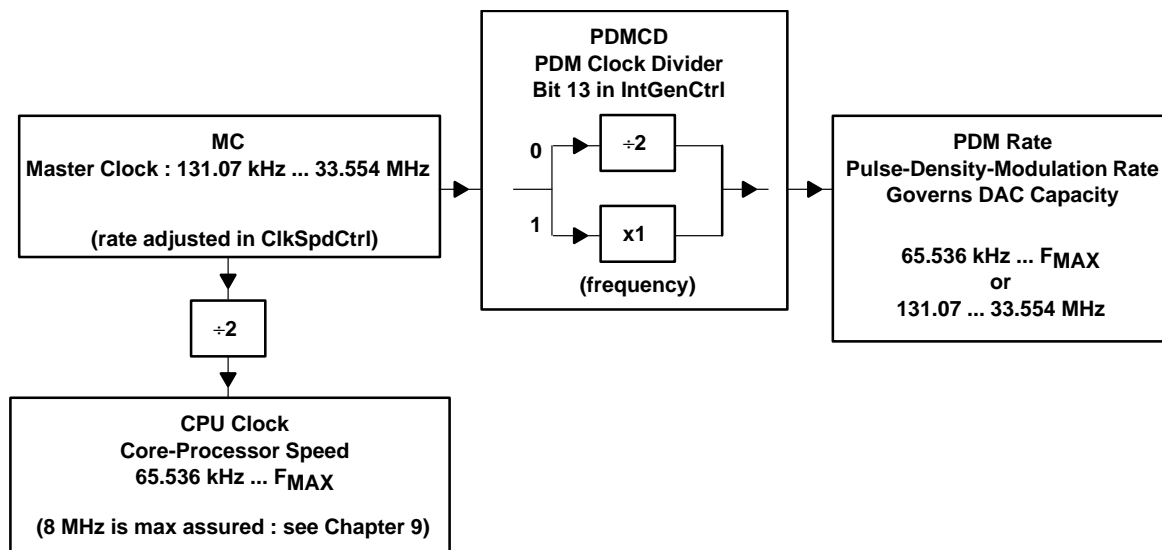 PDMCD
PDM Clock Divider
Bit 13 in IntGenCtrl
0
÷2
1
x1
(frequency)
MC
Master Clock : 131.07 kHz ... 33.554 MHz
(rate adjusted in ClkSpdCtrl)
÷2
PDM Rate
Pulse-Density-Modulation Rate
Governs DAC Capacity
65.536 kHz ... FMAX
or
131.07 ... 33.554 MHz
CPU Clock
Core-Processor Speed
65.536 kHz ... FMAX
(8 MHz is max assured : see Chapter 9)